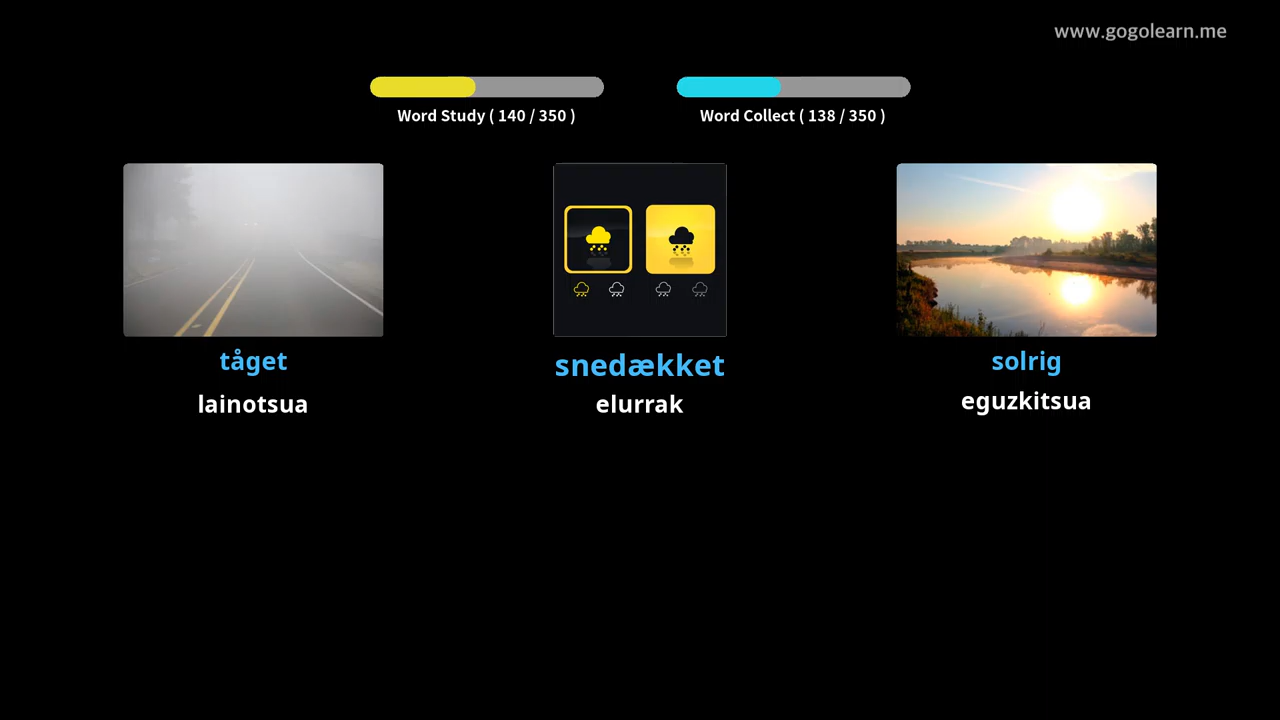 www.gogolearn.me
Word Study ( 140 / 350 )
Word Collect ( 138 / 350 )
tåget
snedækket
solrig
lainotsua
elurrak
eguzkitsua